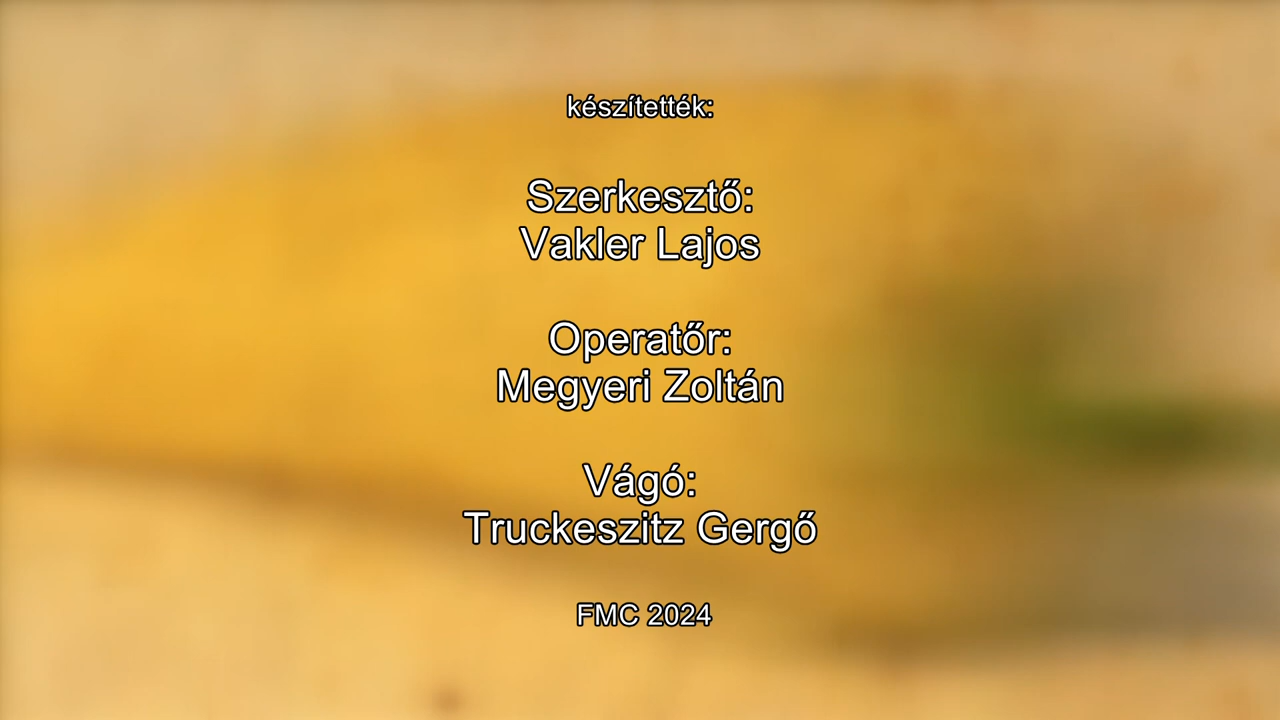 készítették:
Szerkesztő:
Vakler Lajos
Operatőr:
Megyeri Zoltán
Vágó:
Truckeszitz Gergő
FMC 2024